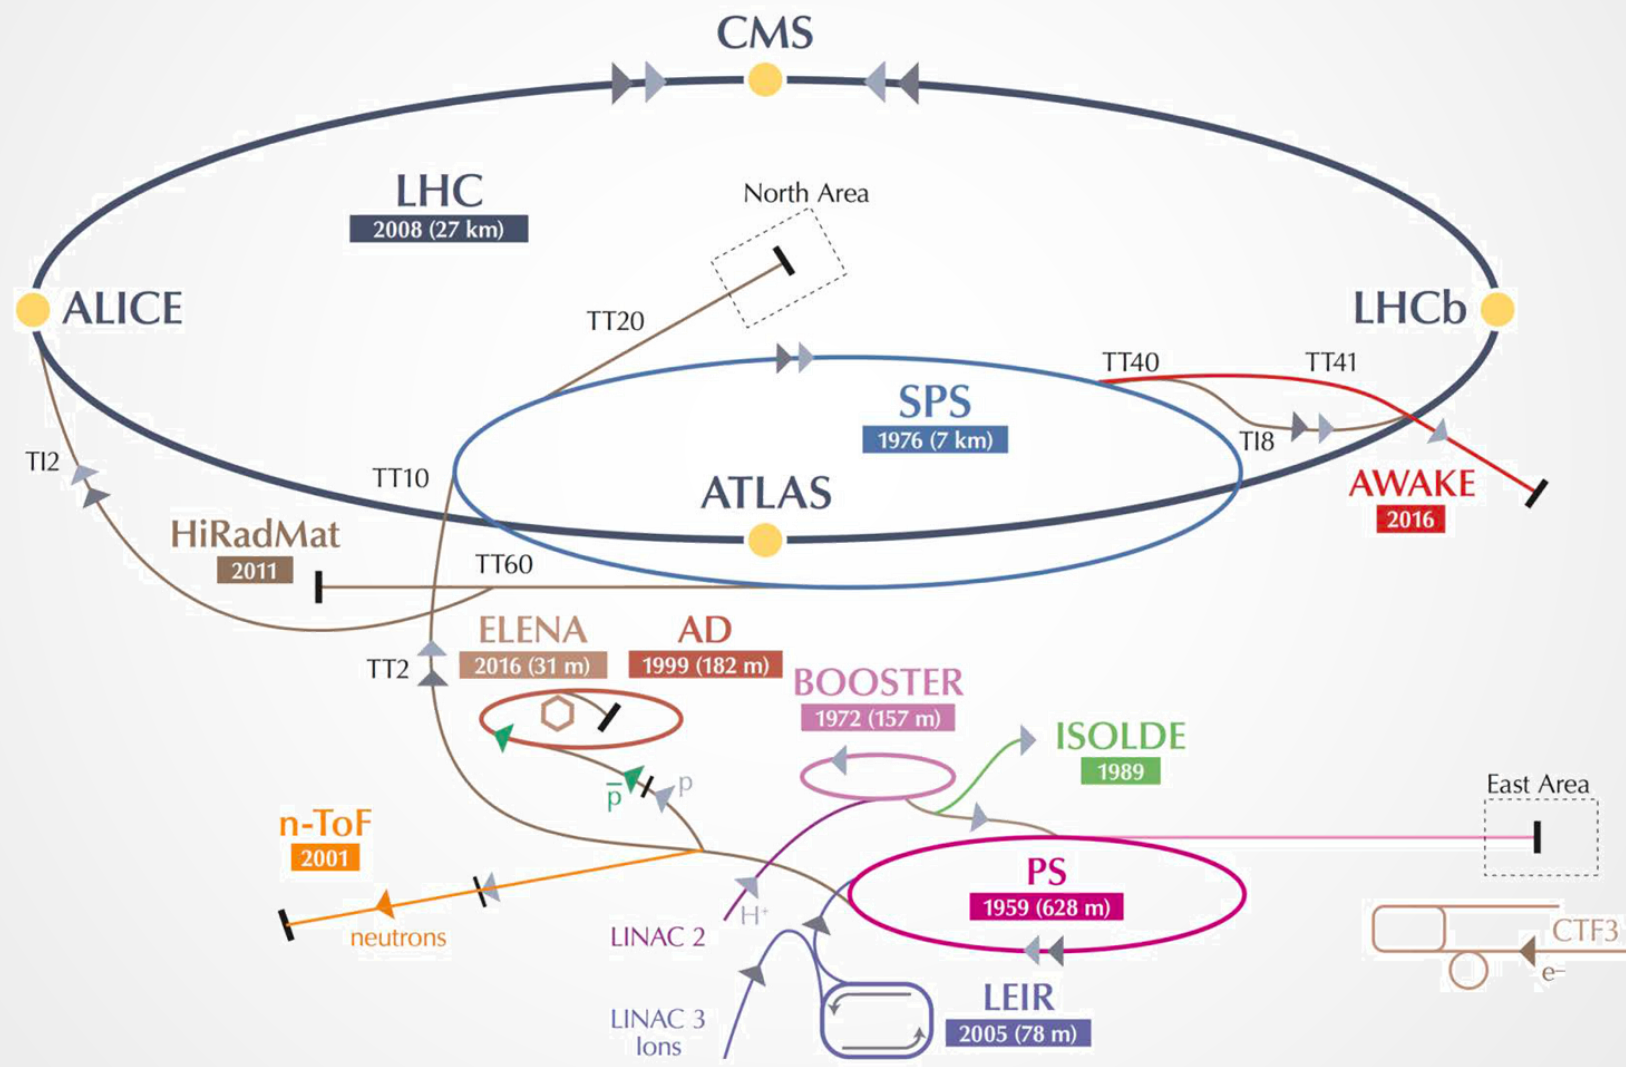 CMS
LHC
2008 (27 km)
North Area
ALICE
TT20
LHCb
TT40
TT41
SPS
1976 (7 km)
TI8
TI2
TT10
ATLAS
AWAKE
2016
HiRadMat
2011
TT60
ELENA
2016 (31 m)
AD
1999 (182 m)
TT2
BOOSTER
1972 (157 m)
ISOLDE
1989
p̅
p
East Area
n-ToF
2001
PS
1959 (628 m)
H⁺
neutrons
LINAC 2
CTF3
e⁻
LEIR
2005 (78 m)
LINAC 3
Ions